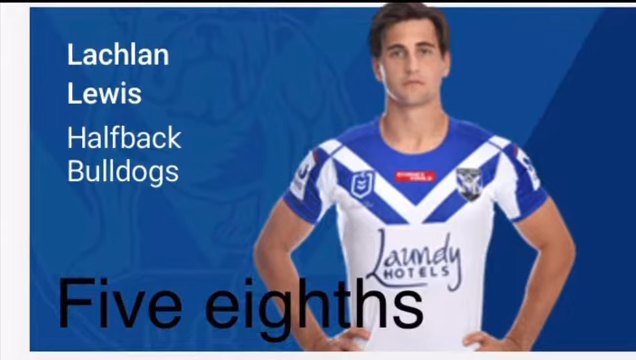 Lachlan
Lewis
Halfback
Bulldogs
Laundy
HOTELS
Five eighths